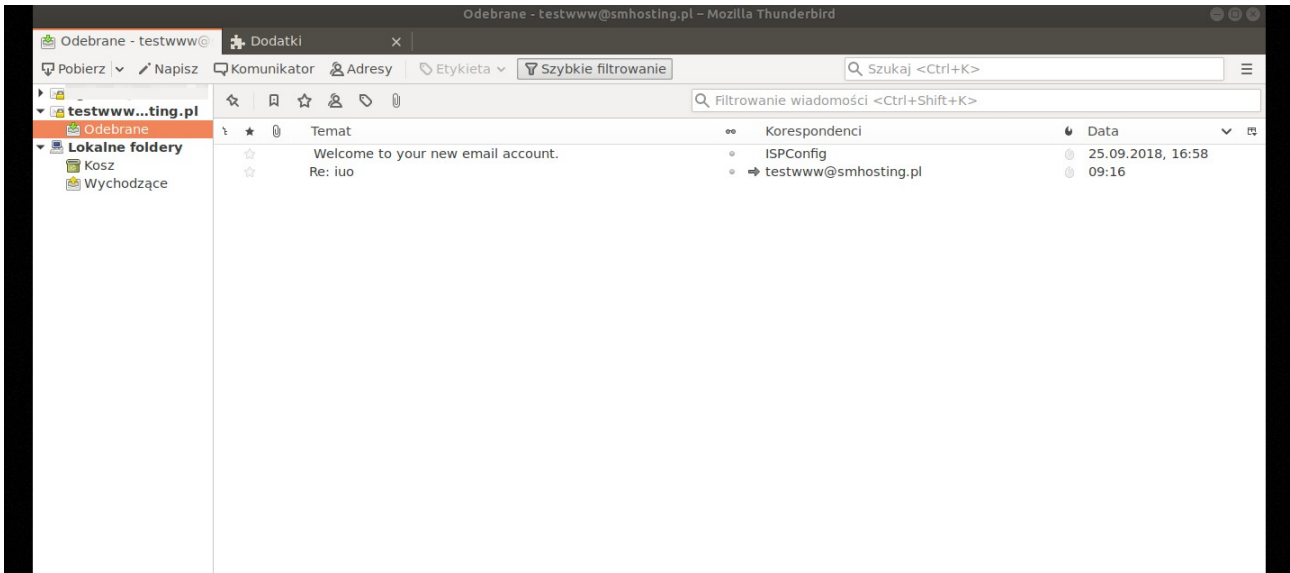 Odebrane - testwww@smhosting.pl – Mozilla Thunderbird
Odebrane - testwww@ Dodatki
Pobierz Napisz Komunikator Adresy Etykieta Szybkie filtrowanie Szukaj <Ctrl+K>
Filtrowanie wiadomości <Ctrl+Shift+K>
testwww...ting.pl
Odebrane
Lokalne foldery
Kosz
Wychodzące
Temat Korespondenci Data
Welcome to your new email account. ISPConfig 25.09.2018, 16:58
Re: iuo testwww@smhosting.pl 09:16